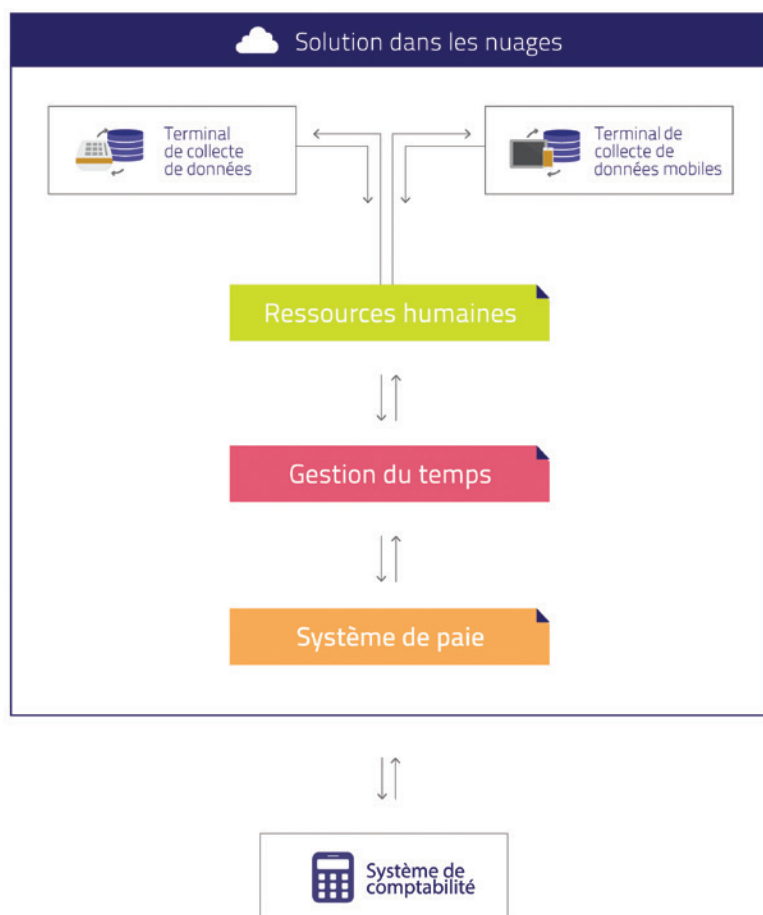 Solution dans les nuages
Terminal
de collecte
de données
Terminal de
collecte de
données mobiles
Ressources humaines
Gestion du temps
Système de paie
Système de
comptabilité